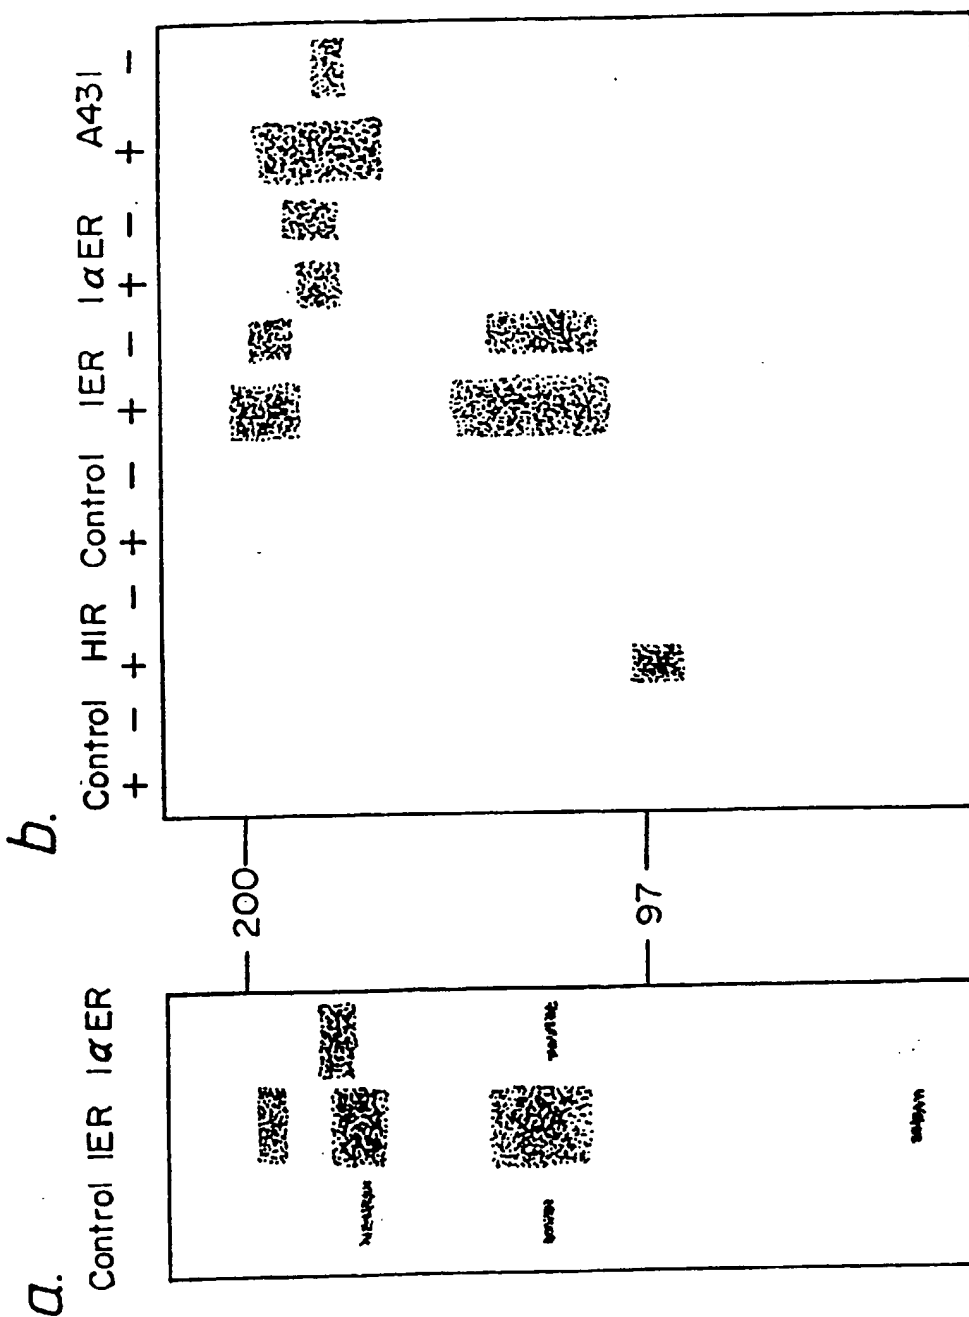 a.
Control IER IαER
200
97
b.
Control HIR Control IER IαER A431
+ − + − + − + − + − + −